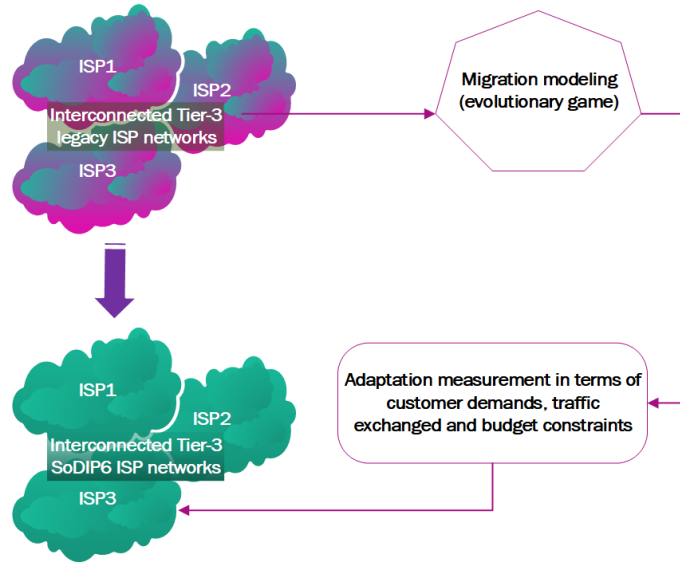 ISP1
ISP2
Interconnected Tier-3
legacy ISP networks
ISP3
Migration modeling
(evolutionary game)
ISP1
ISP2
Interconnected Tier-3
SoDIP6 ISP networks
ISP3
Adaptation measurement in terms of
customer demands, traffic
exchanged and budget constraints